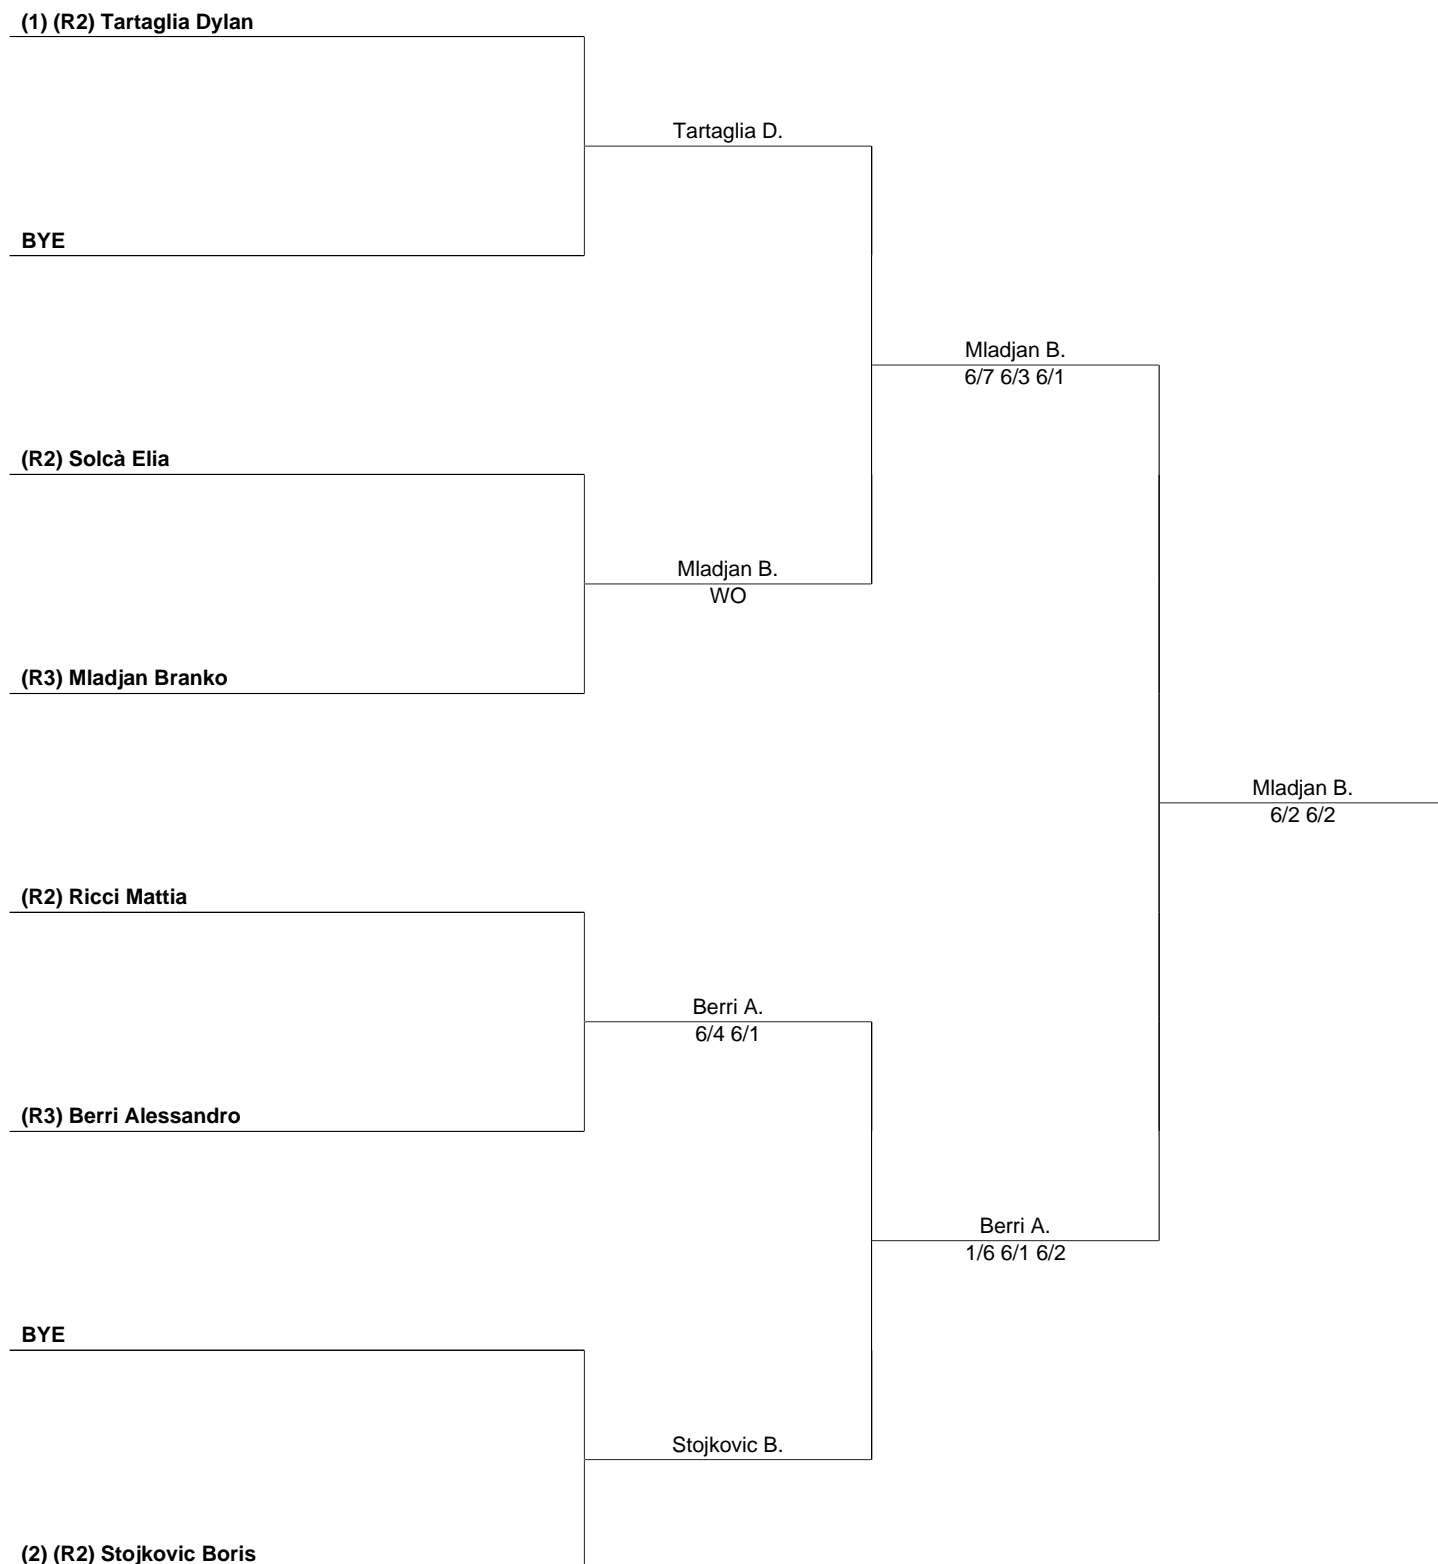 (1) (R2) Tartaglia Dylan
Tartaglia D.
BYE
Mladjan B.
6/7 6/3 6/1
(R2) Solcà Elia
Mladjan B.
WO
(R3) Mladjan Branko
Mladjan B.
6/2 6/2
(R2) Ricci Mattia
Berri A.
6/4 6/1
(R3) Berri Alessandro
Berri A.
1/6 6/1 6/2
BYE
Stojkovic B.
(2) (R2) Stojkovic Boris